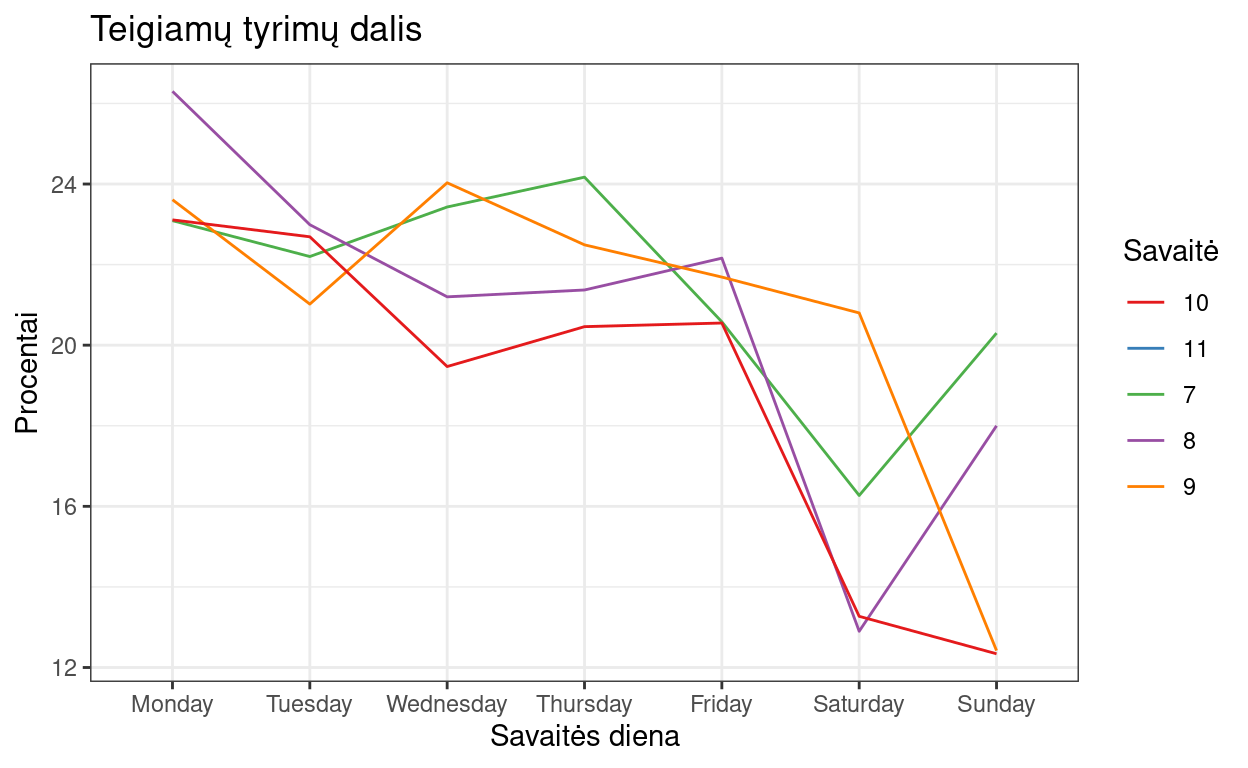 Teigiamų tyrimų dalis
Procentai
24
20
16
12
Monday Tuesday Wednesday Thursday Friday Saturday Sunday
Savaitės diena
Savaitė
10
11
7
8
9